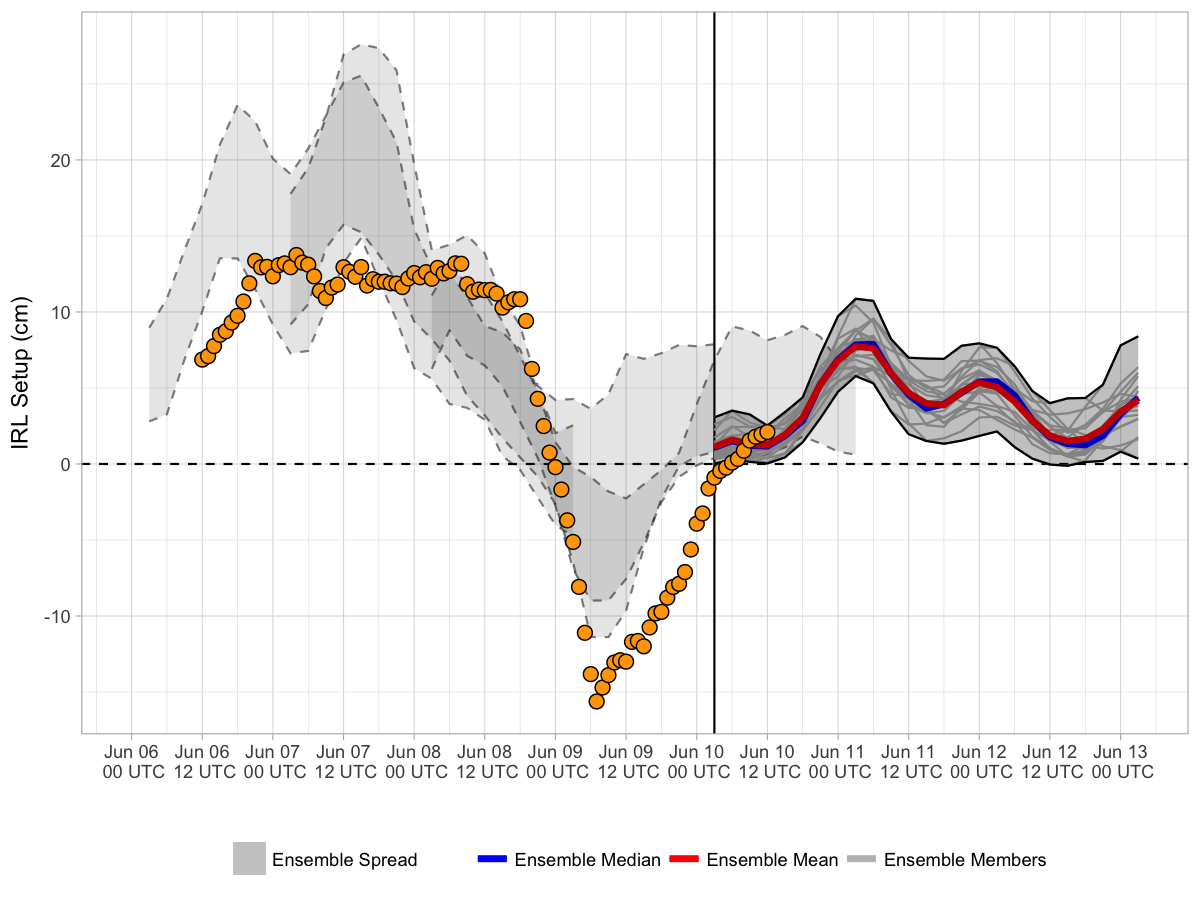 IRL Setup (cm)
20
10
0
-10
Jun 06 Jun 06 Jun 07 Jun 07 Jun 08 Jun 08 Jun 09 Jun 09 Jun 10 Jun 10 Jun 11 Jun 11 Jun 12 Jun 12 Jun 13
00 UTC 12 UTC 00 UTC 12 UTC 00 UTC 12 UTC 00 UTC 12 UTC 00 UTC 12 UTC 00 UTC 12 UTC 00 UTC 12 UTC 00 UTC
Ensemble Spread Ensemble Median Ensemble Mean Ensemble Members